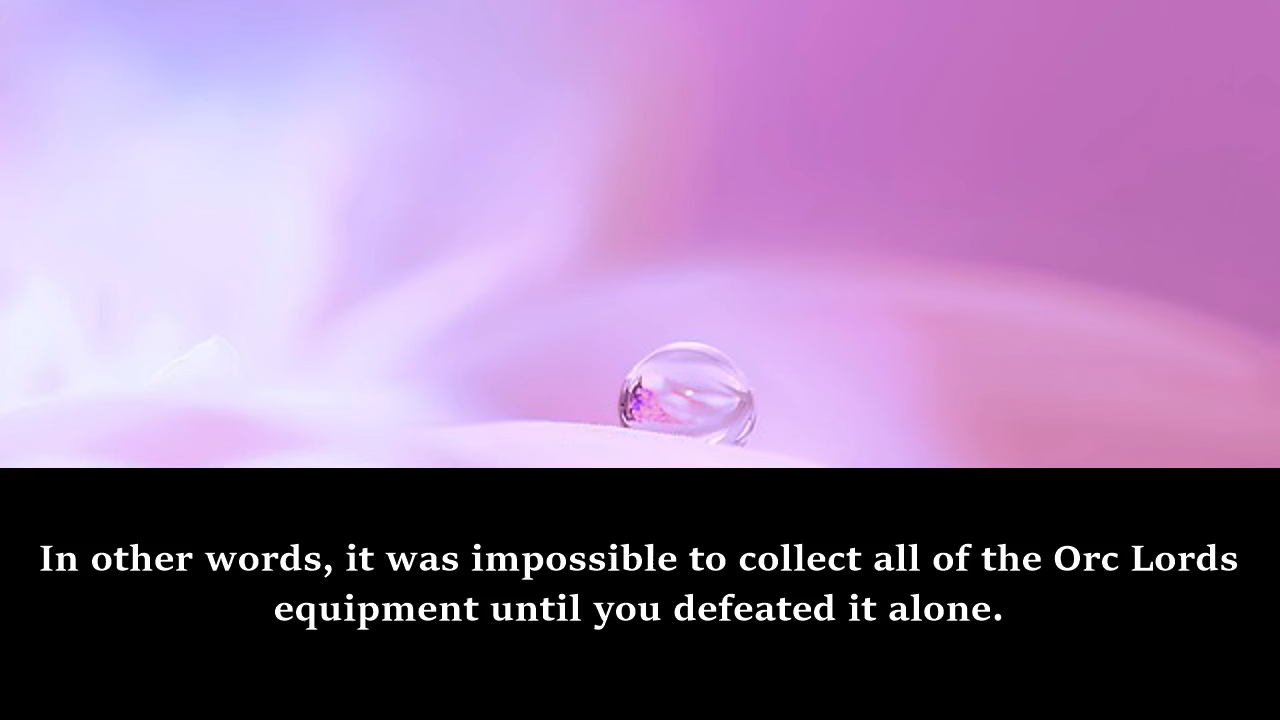 In other words, it was impossible to collect all of the Orc Lords
equipment until you defeated it alone.